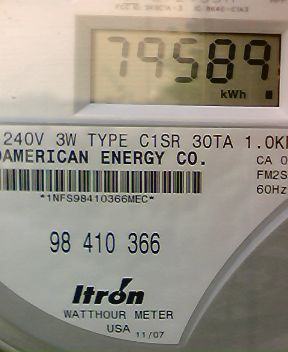 79589
kWh
240V 3W TYPE C1SR 30TA 1.0K
AMERICAN ENERGY CO.
CA 0
FM2S
60Hz
*1NFS98410366MEC*
98 410 366
Itron
WATTHOUR METER
USA 11/07